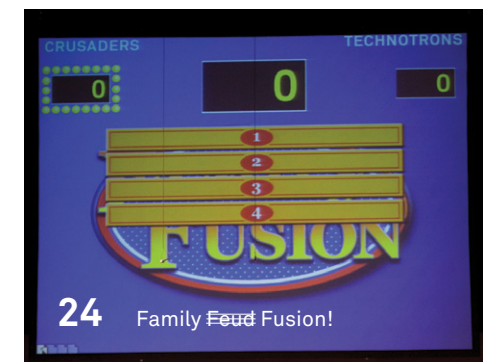 CRUSADERS TECHNOTRONS
0 0 0
1
2
3
4
FUSION
24 Family Feud Fusion!